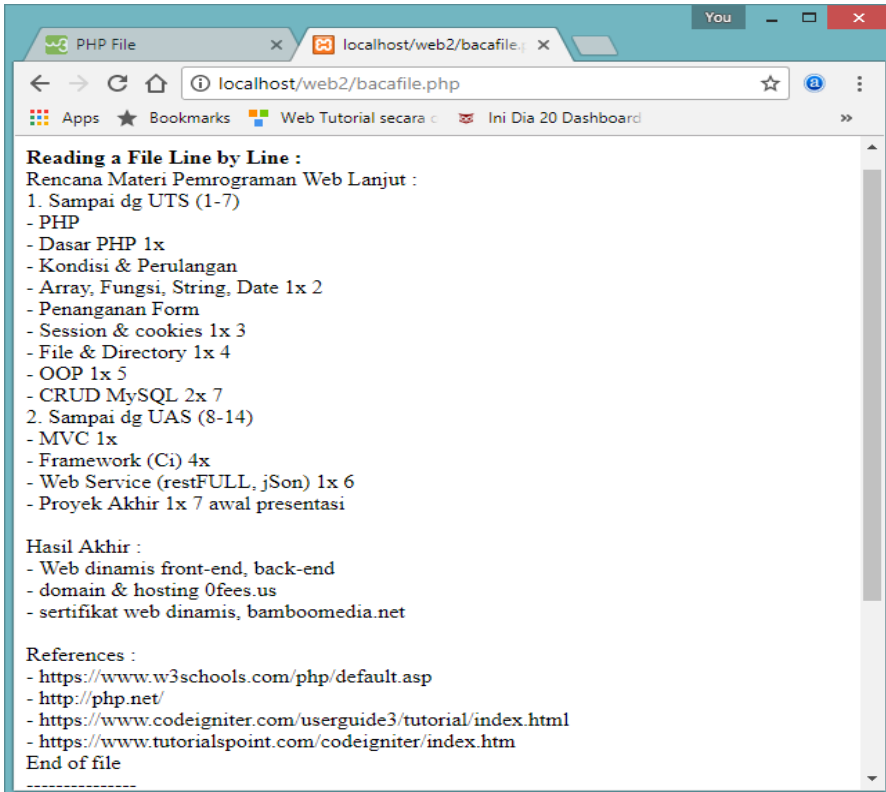 You
PHP File
localhost/web2/bacafile.p
localhost/web2/bacafile.php
Apps Bookmarks Web Tutorial secara Ini Dia 20 Dashboard
Reading a File Line by Line :
Rencana Materi Pemrograman Web Lanjut :
1. Sampai dg UTS (1-7)
- PHP
- Dasar PHP 1x
- Kondisi & Perulangan
- Array, Fungsi, String, Date 1x 2
- Penanganan Form
- Session & cookies 1x 3
- File & Directory 1x 4
- OOP 1x 5
- CRUD MySQL 2x 7
2. Sampai dg UAS (8-14)
- MVC 1x
- Framework (Ci) 4x
- Web Service (restFULL, jSon) 1x 6
- Proyek Akhir 1x 7 awal presentasi
Hasil Akhir :
- Web dinamis front-end, back-end
- domain & hosting 0fees.us
- sertifikat web dinamis, bamboomedia.net
References :
- https://www.w3schools.com/php/default.asp
- http://php.net/
- https://www.codeigniter.com/userguide3/tutorial/index.html
- https://www.tutorialspoint.com/codeigniter/index.htm
End of file
---------------